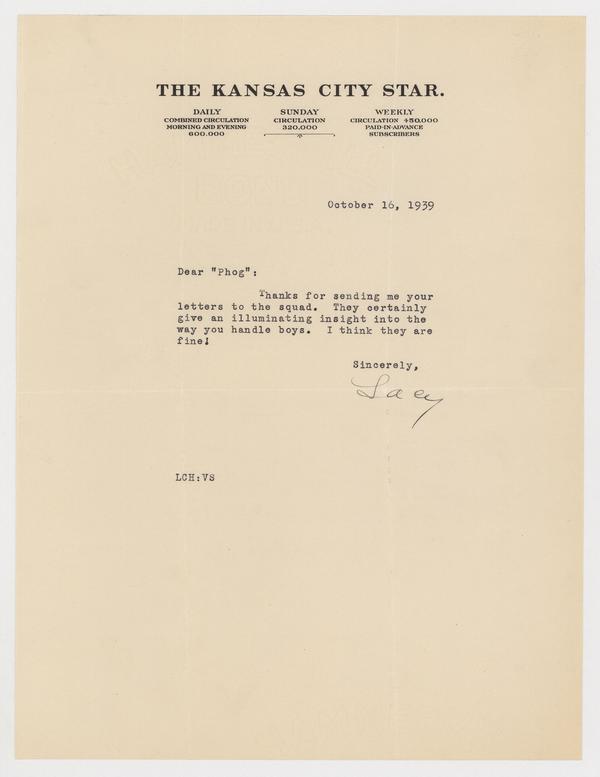 THE KANSAS CITY STAR.
DAILY
COMBINED CIRCULATION
MORNING AND EVENING
600.000
SUNDAY
CIRCULATION
320.000
WEEKLY
CIRCULATION 450.000
PAID-IN-ADVANCE
SUBSCRIBERS
October 16, 1939
Dear "Phog":
Thanks for sending me your
letters to the squad. They certainly
give an illuminating insight into the
way you handle boys. I think they are
fine!
Sincerely,
Lacy
LCH:VS